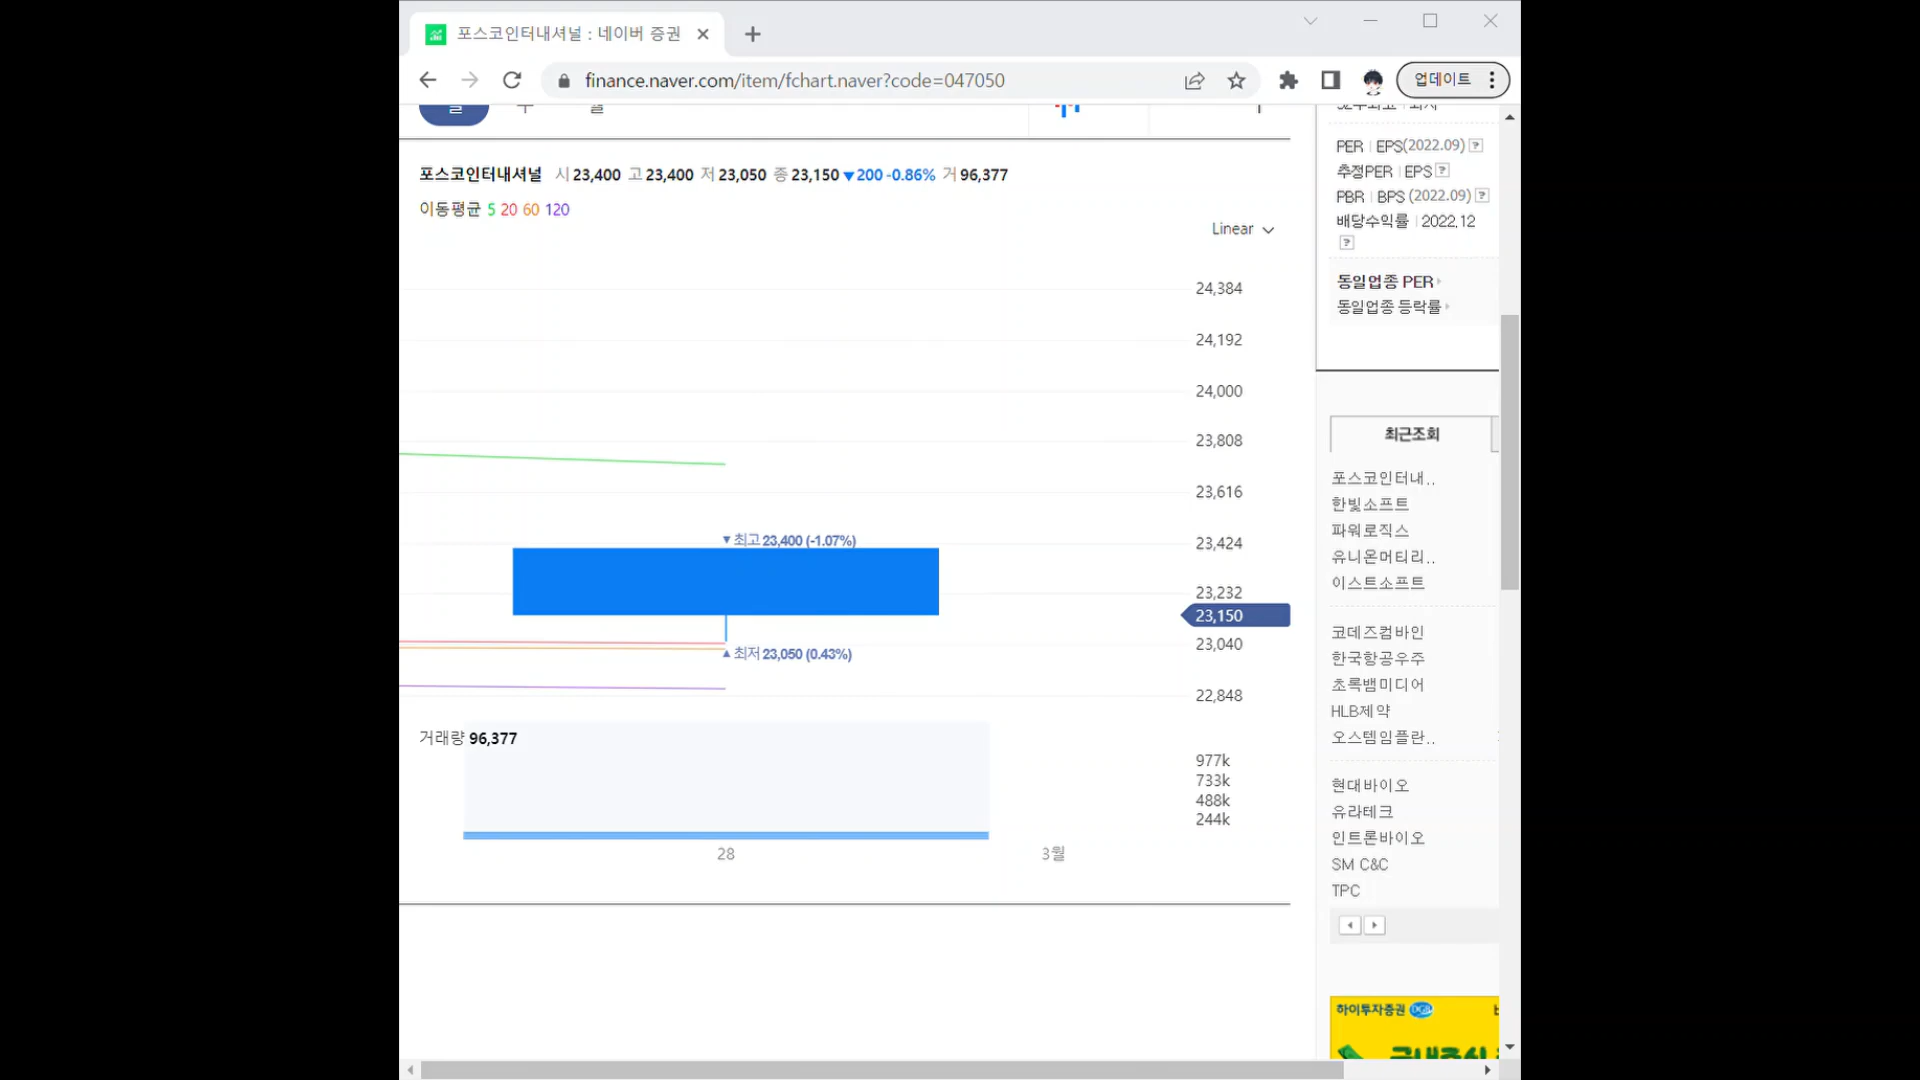 포스코인터내셔널 : 네이버 증권
finance.naver.com/item/fchart.naver?code=047050
업데이트
일 주 월
포스코인터내셔널 시 23,400 고 23,400 저 23,050 종 23,150 ▼200 -0.86% 거 96,377
이동평균 5 20 60 120
Linear
24,384
24,192
24,000
23,808
23,616
23,424
23,232
23,150
23,040
22,848
▼최고 23,400 (-1.07%)
▲최저 23,050 (0.43%)
거래량 96,377
977k
733k
488k
244k
28
3월
PER | EPS(2022.09) ?
추정PER | EPS ?
PBR | BPS (2022.09) ?
배당수익률 | 2022.12
?
동일업종 PER
동일업종 등락률
최근조회
포스코인터내..
한빛소프트
파워로직스
유니온머티리..
이스트소프트
코데즈컴바인
한국항공우주
초록뱀미디어
HLB제약
오스템임플란..
현대바이오
유라테크
인트론바이오
SM C&C
TPC
하이투자증권 DGB